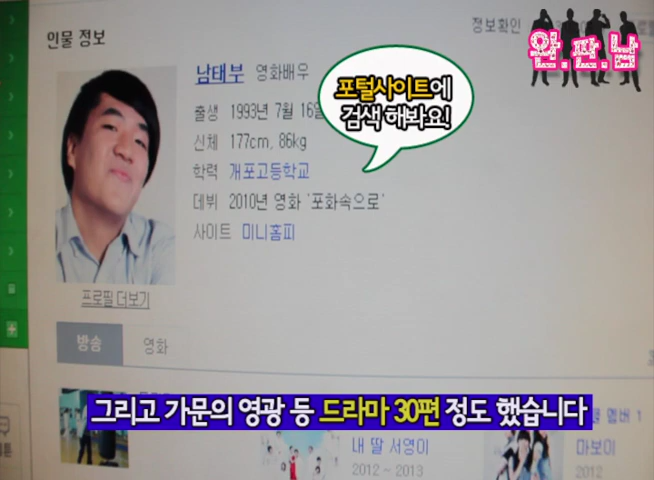 인물 정보
정보확인
완.판.남
남태부 영화배우
포털사이트에
검색 해봐요!
출생 1993년 7월 16일
신체 177cm, 86kg
학력 개포고등학교
데뷔 2010년 영화 '포화속으로'
사이트 미니홈피
프로필 더보기
방송 영화
그리고 가문의 영광 등 드라마 30편 정도 했습니다
멤버 1
내 딸 서영이
마보이
2012 ~ 2013
2012